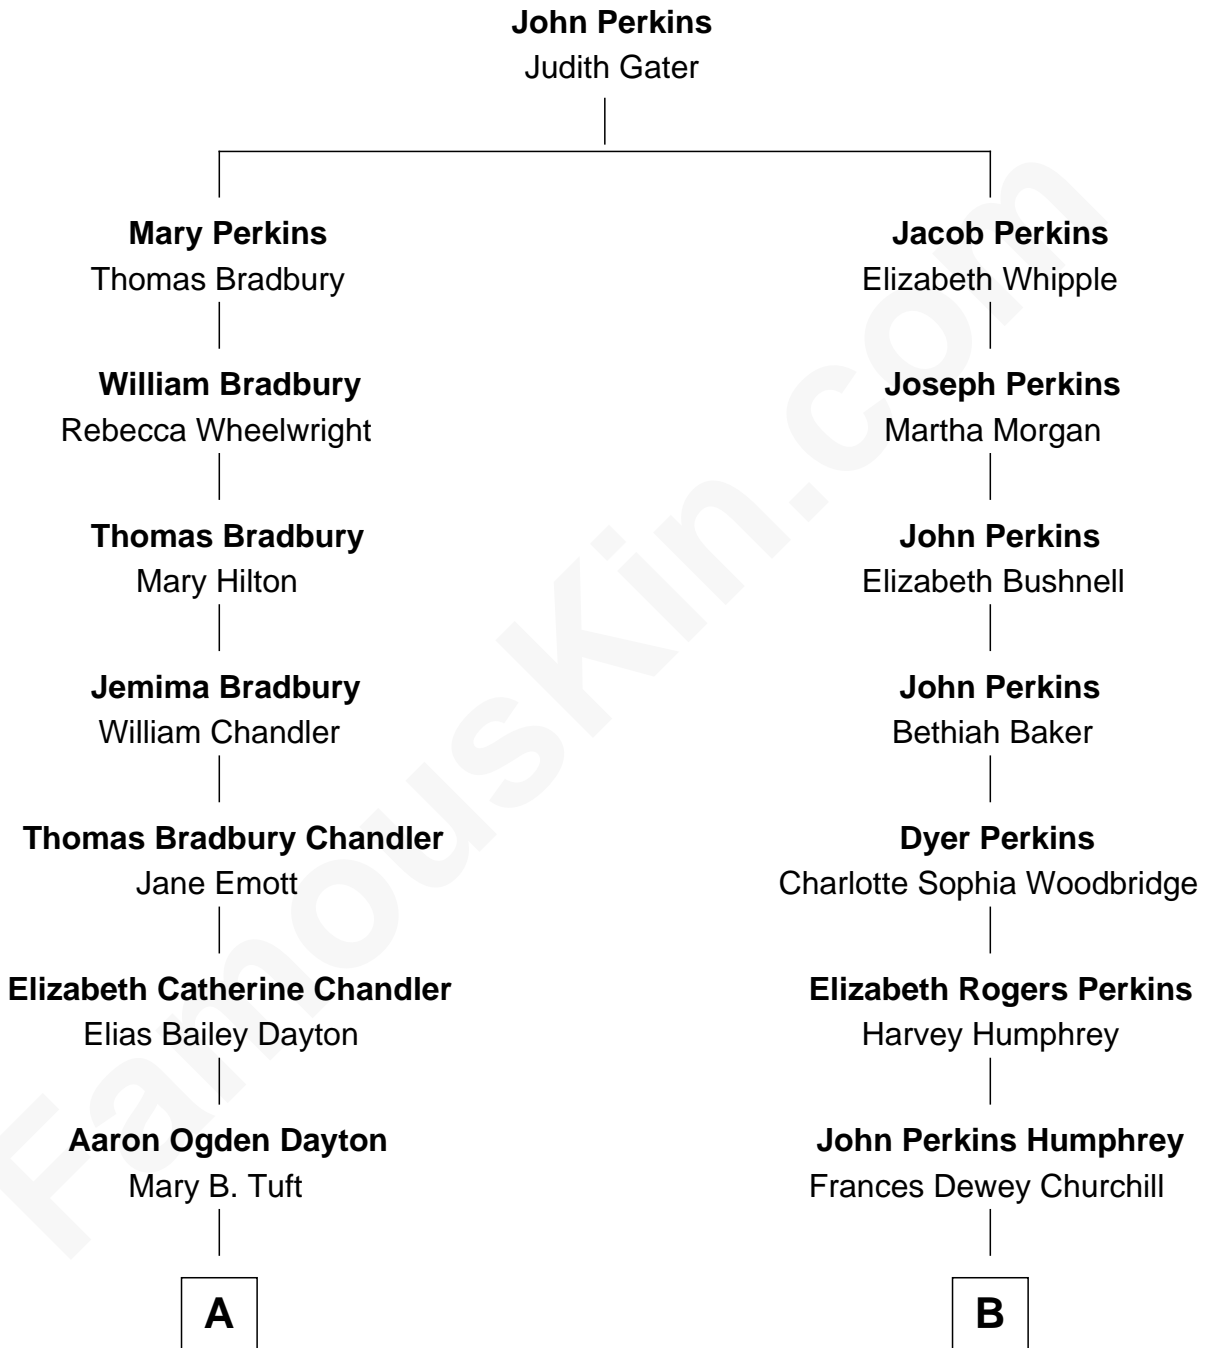 John Perkins
Judith Gater
Mary Perkins
Thomas Bradbury
Jacob Perkins
Elizabeth Whipple
William Bradbury
Rebecca Wheelwright
Joseph Perkins
Martha Morgan
Thomas Bradbury
Mary Hilton
John Perkins
Elizabeth Bushnell
Jemima Bradbury
William Chandler
John Perkins
Bethiah Baker
Thomas Bradbury Chandler
Jane Emott
Dyer Perkins
Charlotte Sophia Woodbridge
Elizabeth Catherine Chandler
Elias Bailey Dayton
Elizabeth Rogers Perkins
Harvey Humphrey
Aaron Ogden Dayton
Mary B. Tuft
John Perkins Humphrey
Frances Dewey Churchill
A
B
FamousKin.com